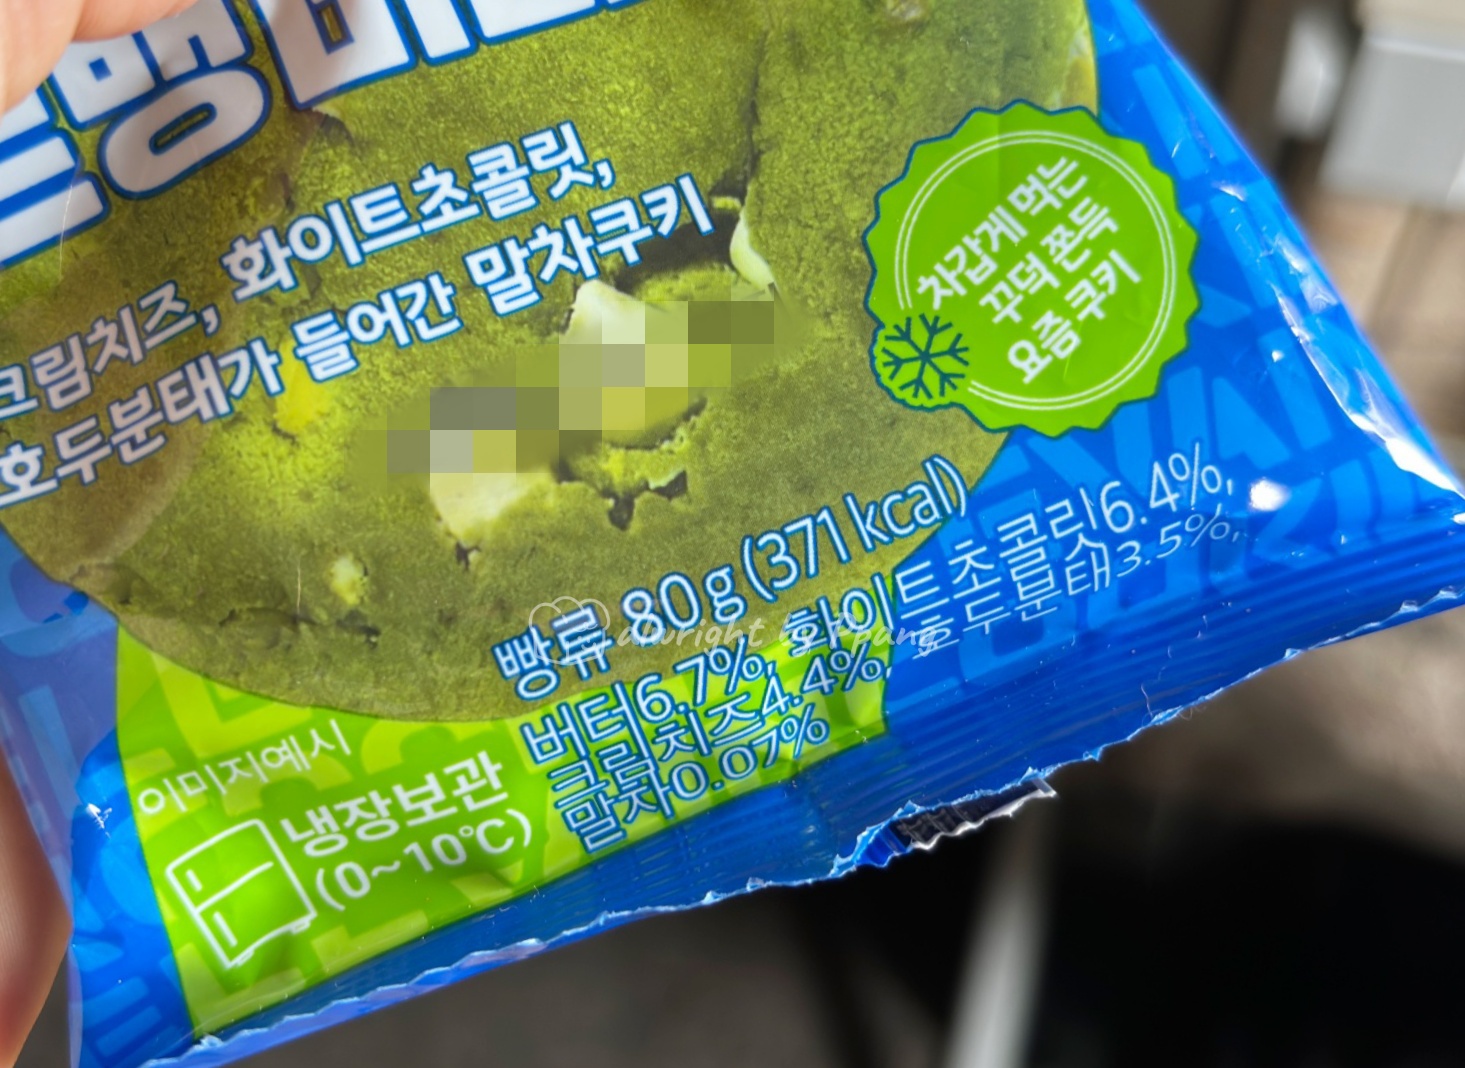 크림치즈, 화이트초콜릿,
호두분태가 들어간 말차쿠키
차갑게 먹는
꾸덕 쫀득
요즘 쿠키
빵류 80g (371 kcal)
버터6.7%, 화이트초콜릿6.4%,
크림치즈4.4%, 호두분태3.5%,
말차0.07%
이미지예시
냉장보관
(0~10℃)
alwright by Ppang